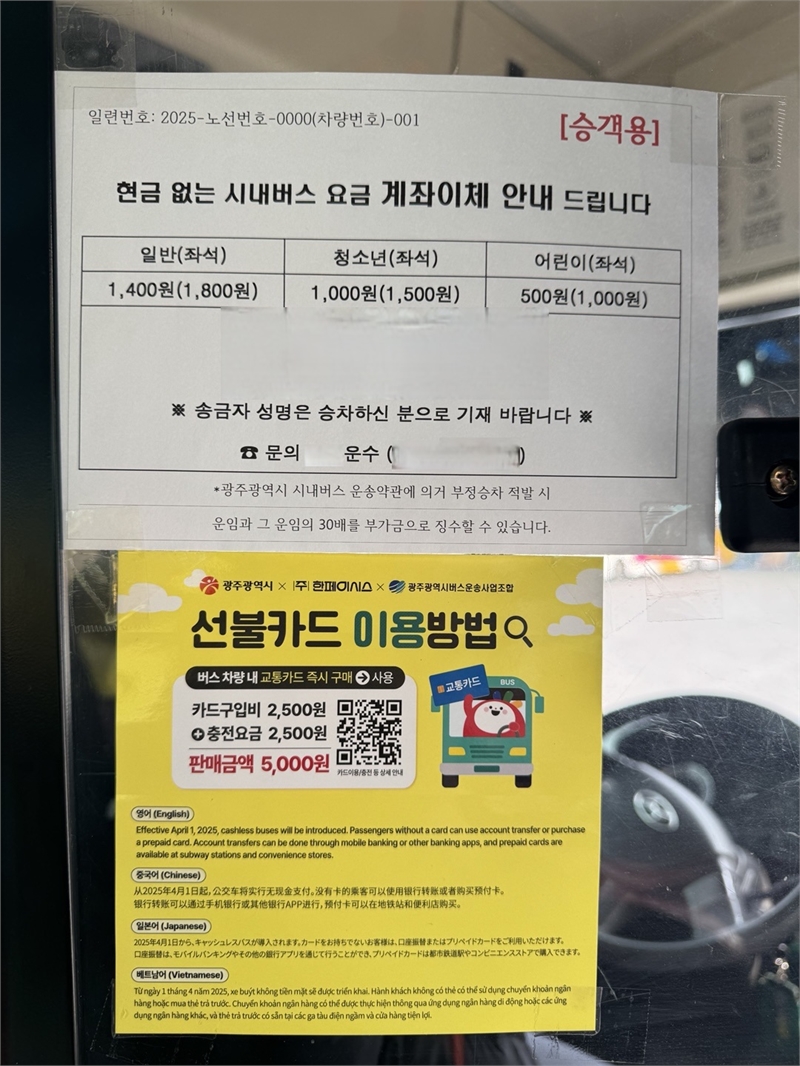 일련번호: 2025-노선번호-0000(차량번호)-001
[승객용]
현금 없는 시내버스 요금 계좌이체 안내 드립니다
일반(좌석) 청소년(좌석) 어린이(좌석)
1,400원(1,800원) 1,000원(1,500원) 500원(1,000원)
※ 송금자 성명은 승차하신 분으로 기재 바랍니다 ※
☎ 문의 운수 ( )
*광주광역시 시내버스 운송약관에 의거 부정승차 적발 시
운임과 그 운임의 30배를 부가금으로 징수할 수 있습니다.
광주광역시 × (주)한페이시스 × 광주광역시버스운송사업조합
선불카드 이용방법
버스 차량 내 교통카드 즉시 구매 → 사용
교통카드
BUS
카드구입비 2,500원
+충전요금 2,500원
판매금액 5,000원
카드이용/충전 등 상세 안내
영어 (English)
Effective April 1, 2025, cashless buses will be introduced. Passengers without a card can use account transfer or purchase
a prepaid card. Account transfers can be done through mobile banking or other banking apps, and prepaid cards are
available at subway stations and convenience stores.
중국어 (Chinese)
从2025年4月1日起，公交车将实行无现金支付。没有卡的乘客可以使用银行转账或者购买预付卡。
银行转账可以通过手机银行或其他银行APP进行，预付卡可以在地铁站和便利店购买。
일본어 (Japanese)
2025年4月1日から、キャッシュレスバスが導入されます。カードをお持ちでないお客様は、口座振替またはプリペイドカードをご利用いただけます。
口座振替は、モバイルバンキングやその他の銀行アプリを通じて行うことができ、プリペイドカードは都市鉄道駅やコンビニエンスストアで購入できます。
베트남어 (Vietnamese)
Từ ngày 1 tháng 4 năm 2025, xe buýt không tiền mặt sẽ được triển khai. Hành khách không có thẻ có thể sử dụng chuyển khoản ngân
hàng hoặc mua thẻ trả trước. Chuyển khoản ngân hàng có thể được thực hiện thông qua ứng dụng ngân hàng di động hoặc các ứng
dụng ngân hàng khác, và thẻ trả trước có sẵn tại các ga tàu điện ngầm và cửa hàng tiện lợi.